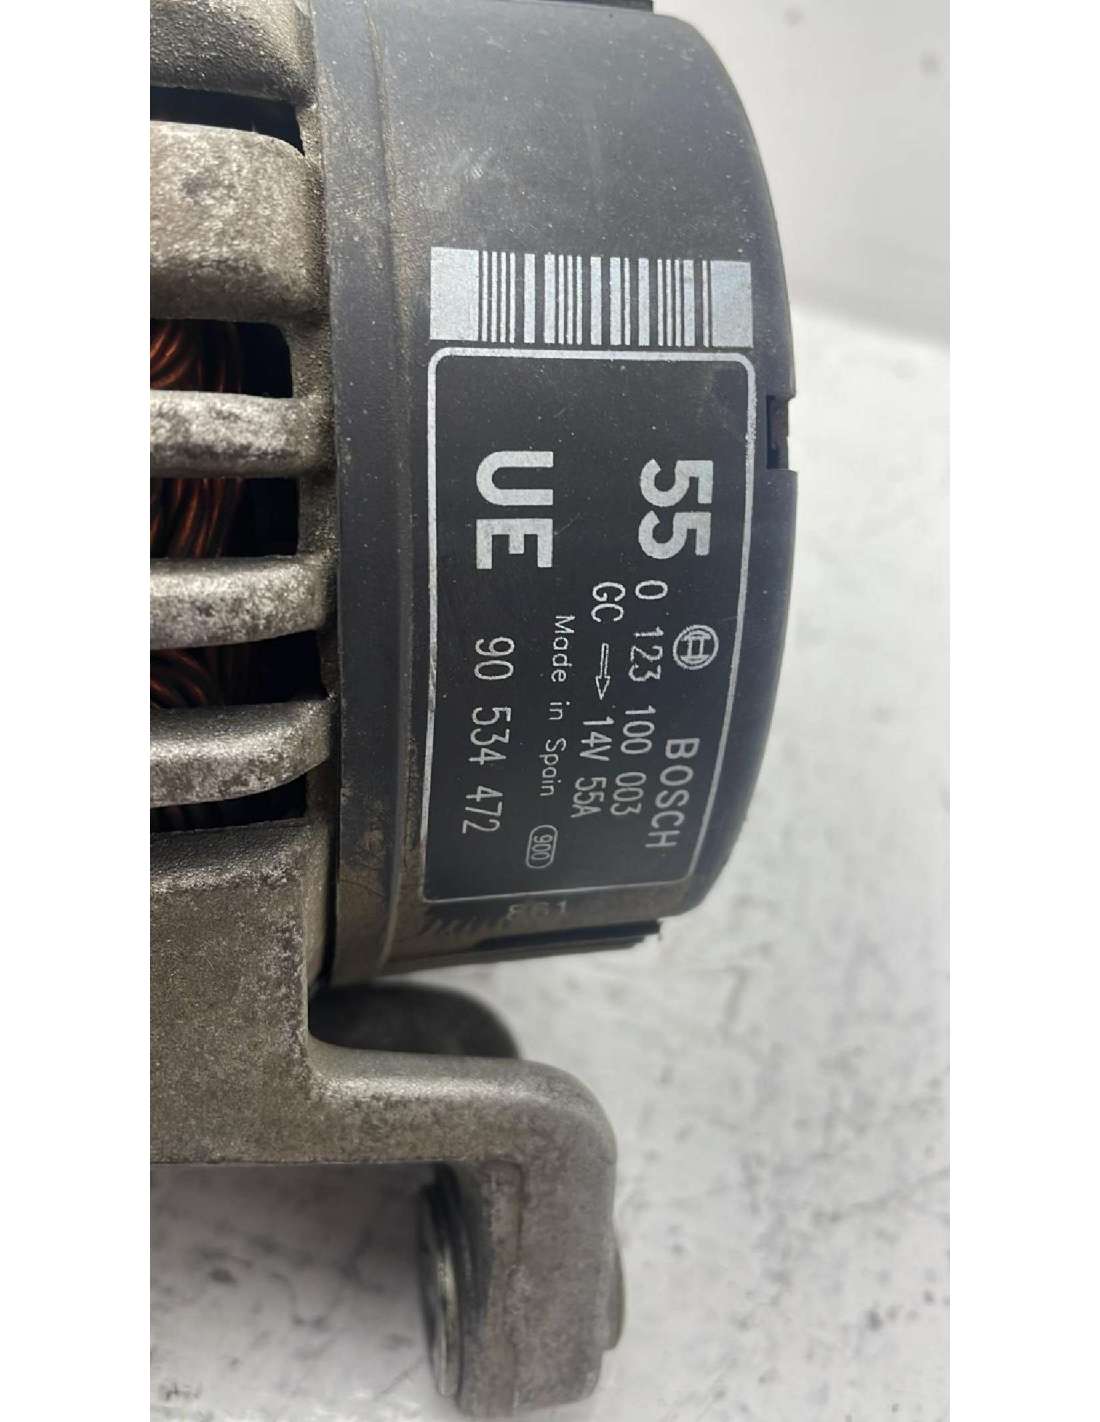 55
BOSCH
0 123 100 003
GC → 14V 55A
Made in Spain 900
UE
90 534 472
861